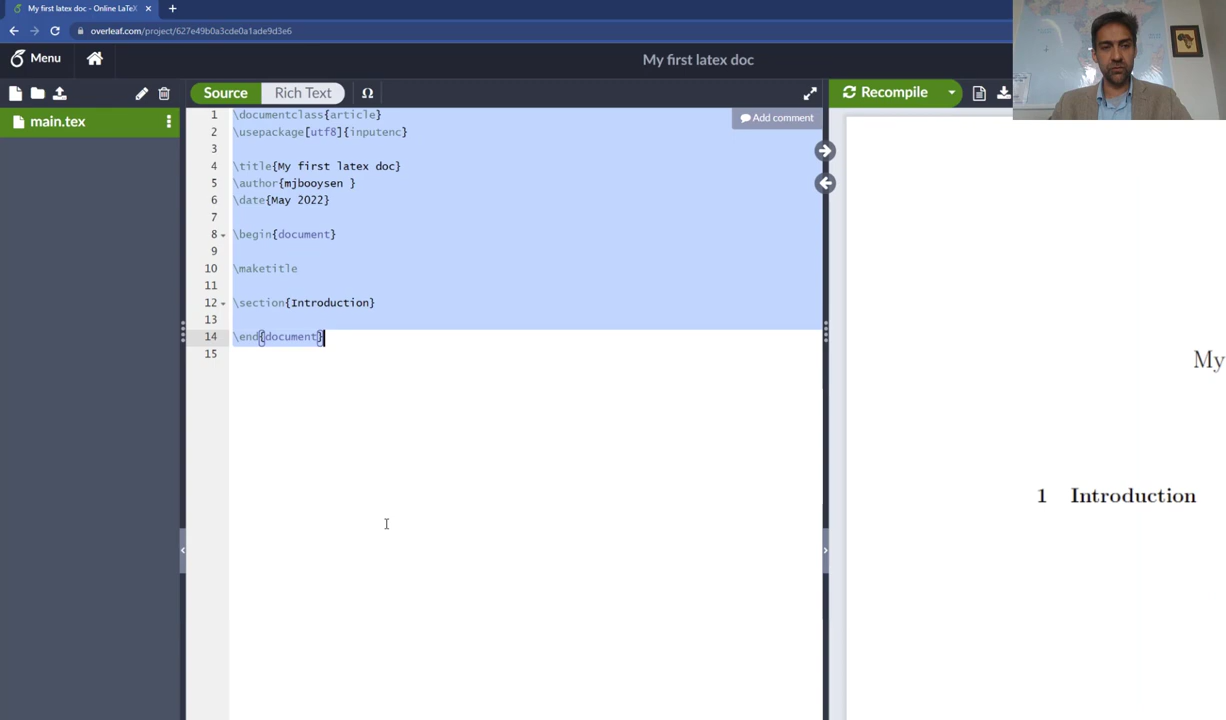 My first latex doc - Online LaTeX
overleaf.com/project/627e49b0a3cde0a1ade9d3e6
Menu
My first latex doc
Source
Rich Text
Ω
Recompile
main.tex
Add comment
1 \documentclass{article}
2 \usepackage[utf8]{inputenc}
3
4 \title{My first latex doc}
5 \author{mjbooysen }
6 \date{May 2022}
7
8 \begin{document}
9
10 \maketitle
11
12 \section{Introduction}
13
14 \end{document}
15
My
1 Introduction